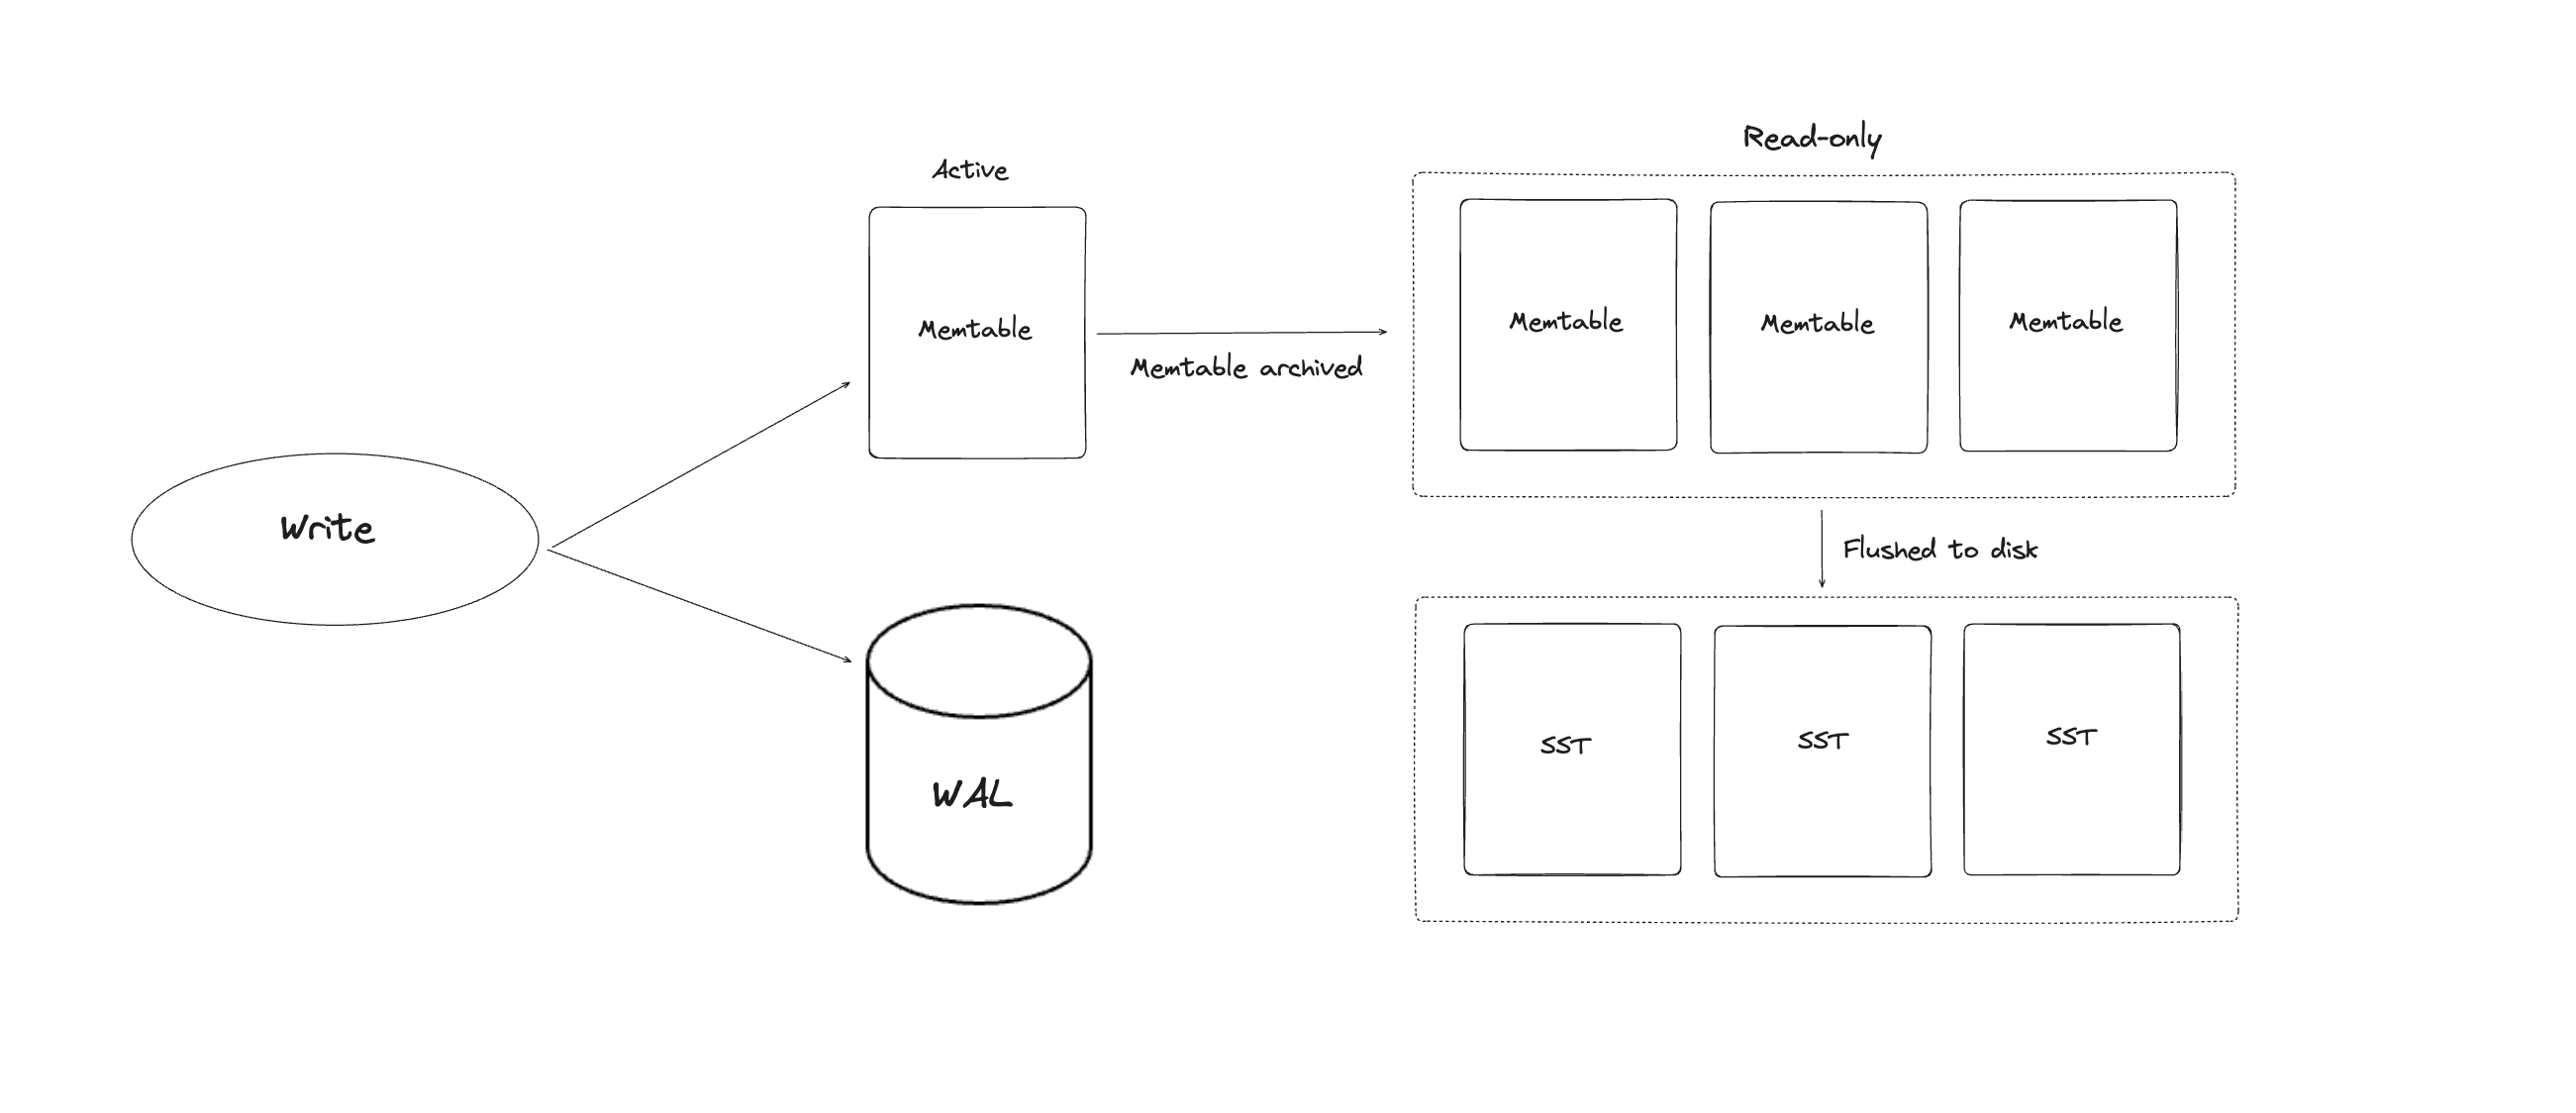 Active
Read-only
Memtable
Memtable
Memtable
Memtable
Memtable archived
Write
Flushed to disk
WAL
SST
SST
SST